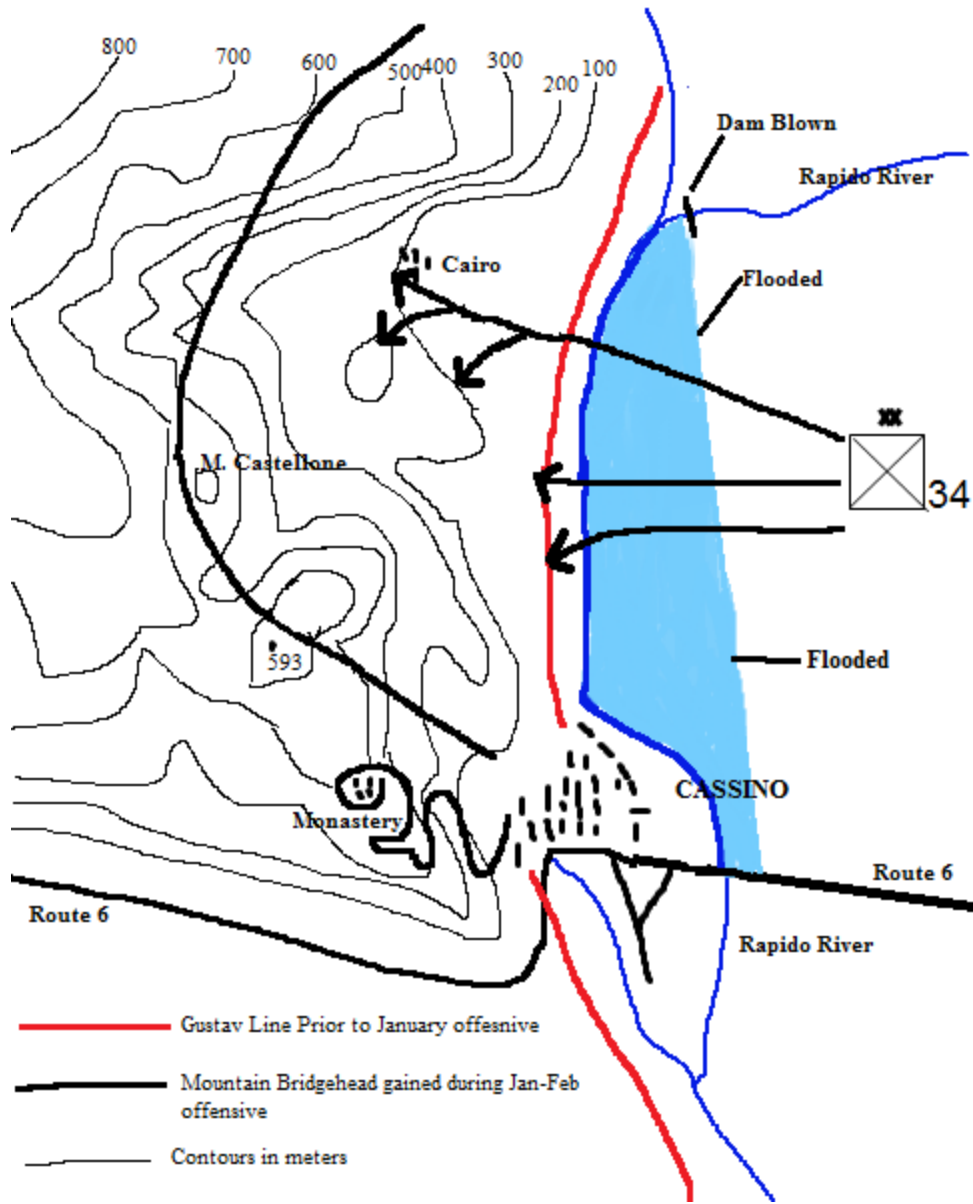 800
700
600
500
400
300
200
100
Dam Blown
Rapido River
Cairo
Flooded
XX
34
M. Castellone
593
Flooded
CASSINO
Monastery
Route 6
Route 6
Rapido River
Gustav Line Prior to January offesnive
Mountain Bridgehead gained during Jan-Feb
offensive
Contours in meters